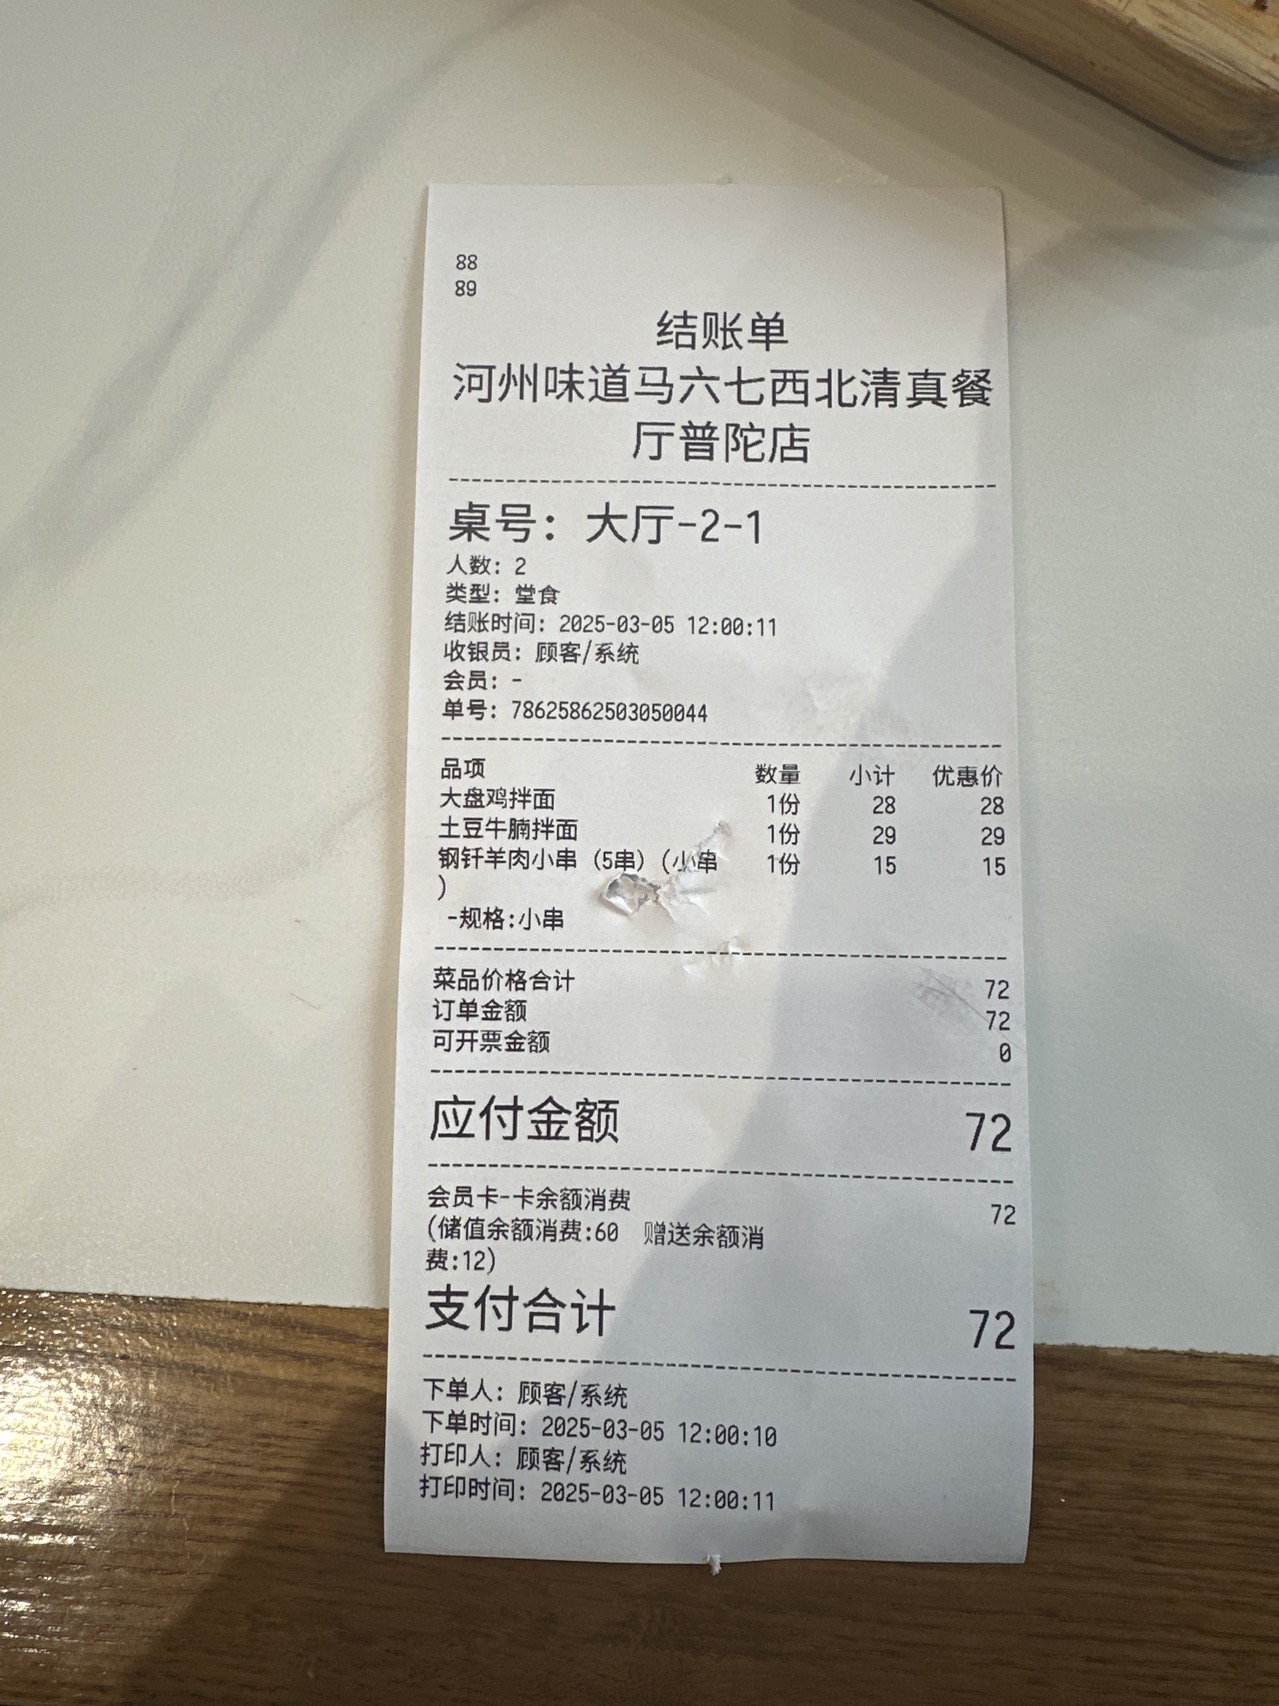 88
89
结账单
河州味道马六七西北清真餐
厅普陀店
桌号：大厅-2-1
人数：2
类型：堂食
结账时间：2025-03-05 12:00:11
收银员：顾客/系统
会员：-
单号：78625862503050044
品项 数量 小计 优惠价
大盘鸡拌面 1份 28 28
土豆牛腩拌面 1份 29 29
钢钎羊肉小串（5串）（小串 1份 15 15
）
-规格:小串
菜品价格合计 72
订单金额 72
可开票金额 0
应付金额 72
会员卡-卡余额消费 72
(储值余额消费:60 赠送余额消
费:12)
支付合计 72
下单人：顾客/系统
下单时间：2025-03-05 12:00:10
打印人：顾客/系统
打印时间：2025-03-05 12:00:11